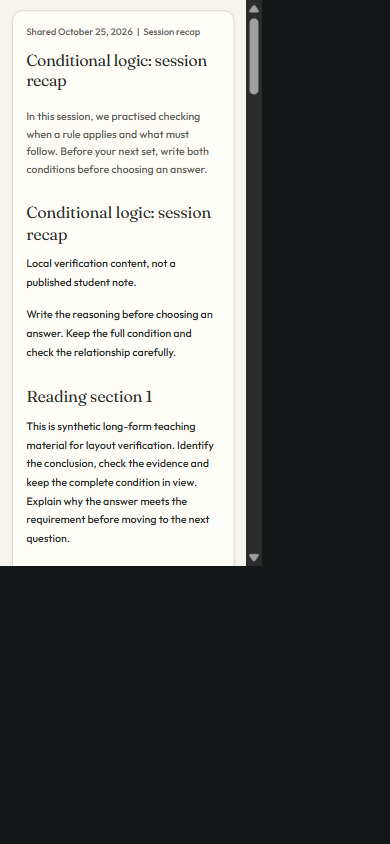 Shared October 25, 2026 | Session recap
Conditional logic: session
recap
In this session, we practised checking
when a rule applies and what must
follow. Before your next set, write both
conditions before choosing an answer.
Conditional logic: session
recap
Local verification content, not a
published student note.
Write the reasoning before choosing an
answer. Keep the full condition and
check the relationship carefully.
Reading section 1
This is synthetic long-form teaching
material for layout verification. Identify
the conclusion, check the evidence and
keep the complete condition in view.
Explain why the answer meets the
requirement before moving to the next
question.